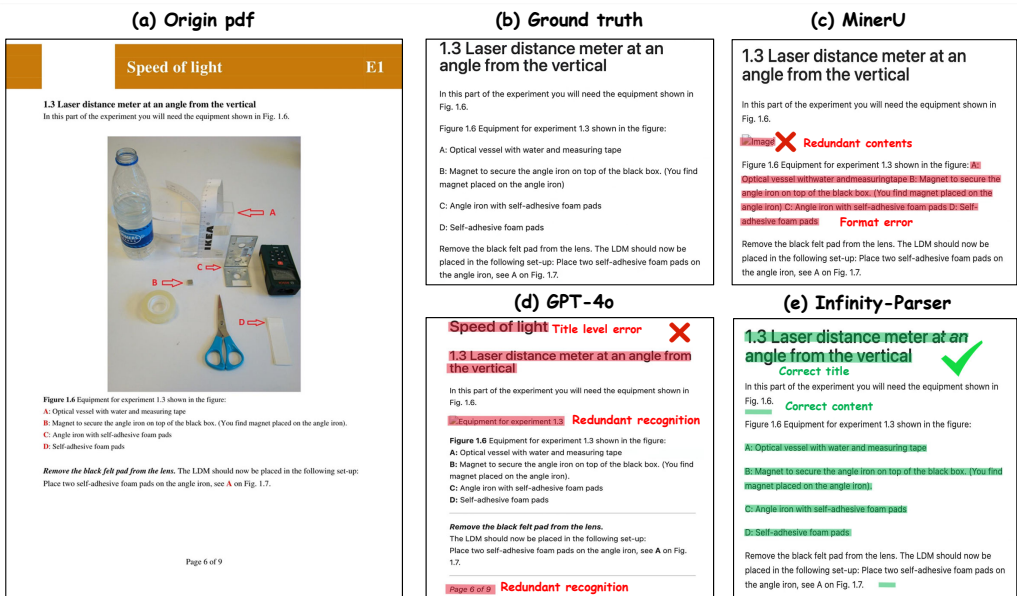 (a) Origin pdf
Speed of light
E1
1.3 Laser distance meter at an angle from the vertical
In this part of the experiment you will need the equipment shown in Fig. 1.6.
IKEA
A
C
B
D
Figure 1.6 Equipment for experiment 1.3 shown in the figure:
A: Optical vessel with water and measuring tape
B: Magnet to secure the angle iron on top of the black box. (You find magnet placed on the angle iron).
C: Angle iron with self-adhesive foam pads
D: Self-adhesive foam pads
Remove the black felt pad from the lens. The LDM should now be placed in the following set-up:
Place two self-adhesive foam pads on the angle iron, see A on Fig. 1.7.
Page 6 of 9
(b) Ground truth
1.3 Laser distance meter at an
angle from the vertical
In this part of the experiment you will need the equipment shown in
Fig. 1.6.
Figure 1.6 Equipment for experiment 1.3 shown in the figure:
A: Optical vessel with water and measuring tape
B: Magnet to secure the angle iron on top of the black box. (You find
magnet placed on the angle iron)
C: Angle iron with self-adhesive foam pads
D: Self-adhesive foam pads
Remove the black felt pad from the lens. The LDM should now be
placed in the following set-up: Place two self-adhesive foam pads on
the angle iron, see A on Fig. 1.7.
(c) MinerU
1.3 Laser distance meter at an
angle from the vertical
In this part of the experiment you will need the equipment shown in
Fig. 1.6.
Image Redundant contents
Figure 1.6 Equipment for experiment 1.3 shown in the figure: A:
Optical vessel withwater andmeasuringtape B: Magnet to secure the
angle iron on top of the black box. (You find magnet placed on the
angle iron) C: Angle iron with self-adhesive foam pads D: Self-
adhesive foam pads Format error
Remove the black felt pad from the lens. The LDM should now be
placed in the following set-up: Place two self-adhesive foam pads on
the angle iron, see A on Fig. 1.7.
(d) GPT-4o
Speed of light Title level error
1.3 Laser distance meter at an angle from
the vertical
In this part of the experiment you will need the equipment shown in
Fig. 1.6.
Equipment for experiment 1.3 Redundant recognition
Figure 1.6 Equipment for experiment 1.3 shown in the figure:
A: Optical vessel with water and measuring tape
B: Magnet to secure the angle iron on top of the black box. (You find
magnet placed on the angle iron).
C: Angle iron with self-adhesive foam pads
D: Self-adhesive foam pads
Remove the black felt pad from the lens.
The LDM should now be placed in the following set-up:
Place two self-adhesive foam pads on the angle iron, see A on Fig.
1.7.
Page 6 of 9 Redundant recognition
(e) Infinity-Parser
1.3 Laser distance meter at an
angle from the vertical
Correct title
In this part of the experiment you will need the equipment shown in
Fig. 1.6. Correct content
Figure 1.6 Equipment for experiment 1.3 shown in the figure:
A: Optical vessel with water and measuring tape
B: Magnet to secure the angle iron on top of the black box. (You find
magnet placed on the angle iron).
C: Angle iron with self-adhesive foam pads
D: Self-adhesive foam pads
Remove the black felt pad from the lens. The LDM should now be
placed in the following set-up: Place two self-adhesive foam pads on
the angle iron, see A on Fig. 1.7.